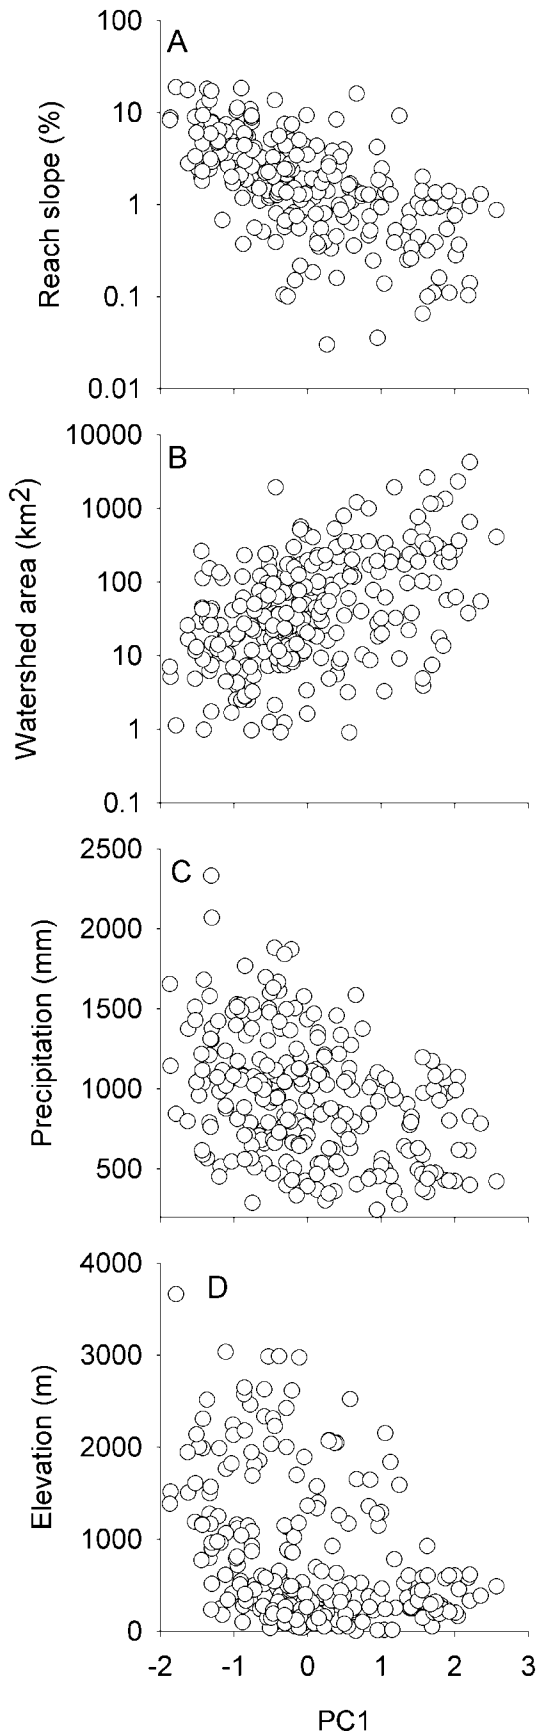 100
A
10
1
0.1
0.01
Reach slope (%)
10000
B
1000
100
10
1
0.1
Watershed area (km2)
2500
C
2000
1500
1000
500
Precipitation (mm)
4000
D
3000
2000
1000
0
Elevation (m)
-2 -1 0 1 2 3
PC1